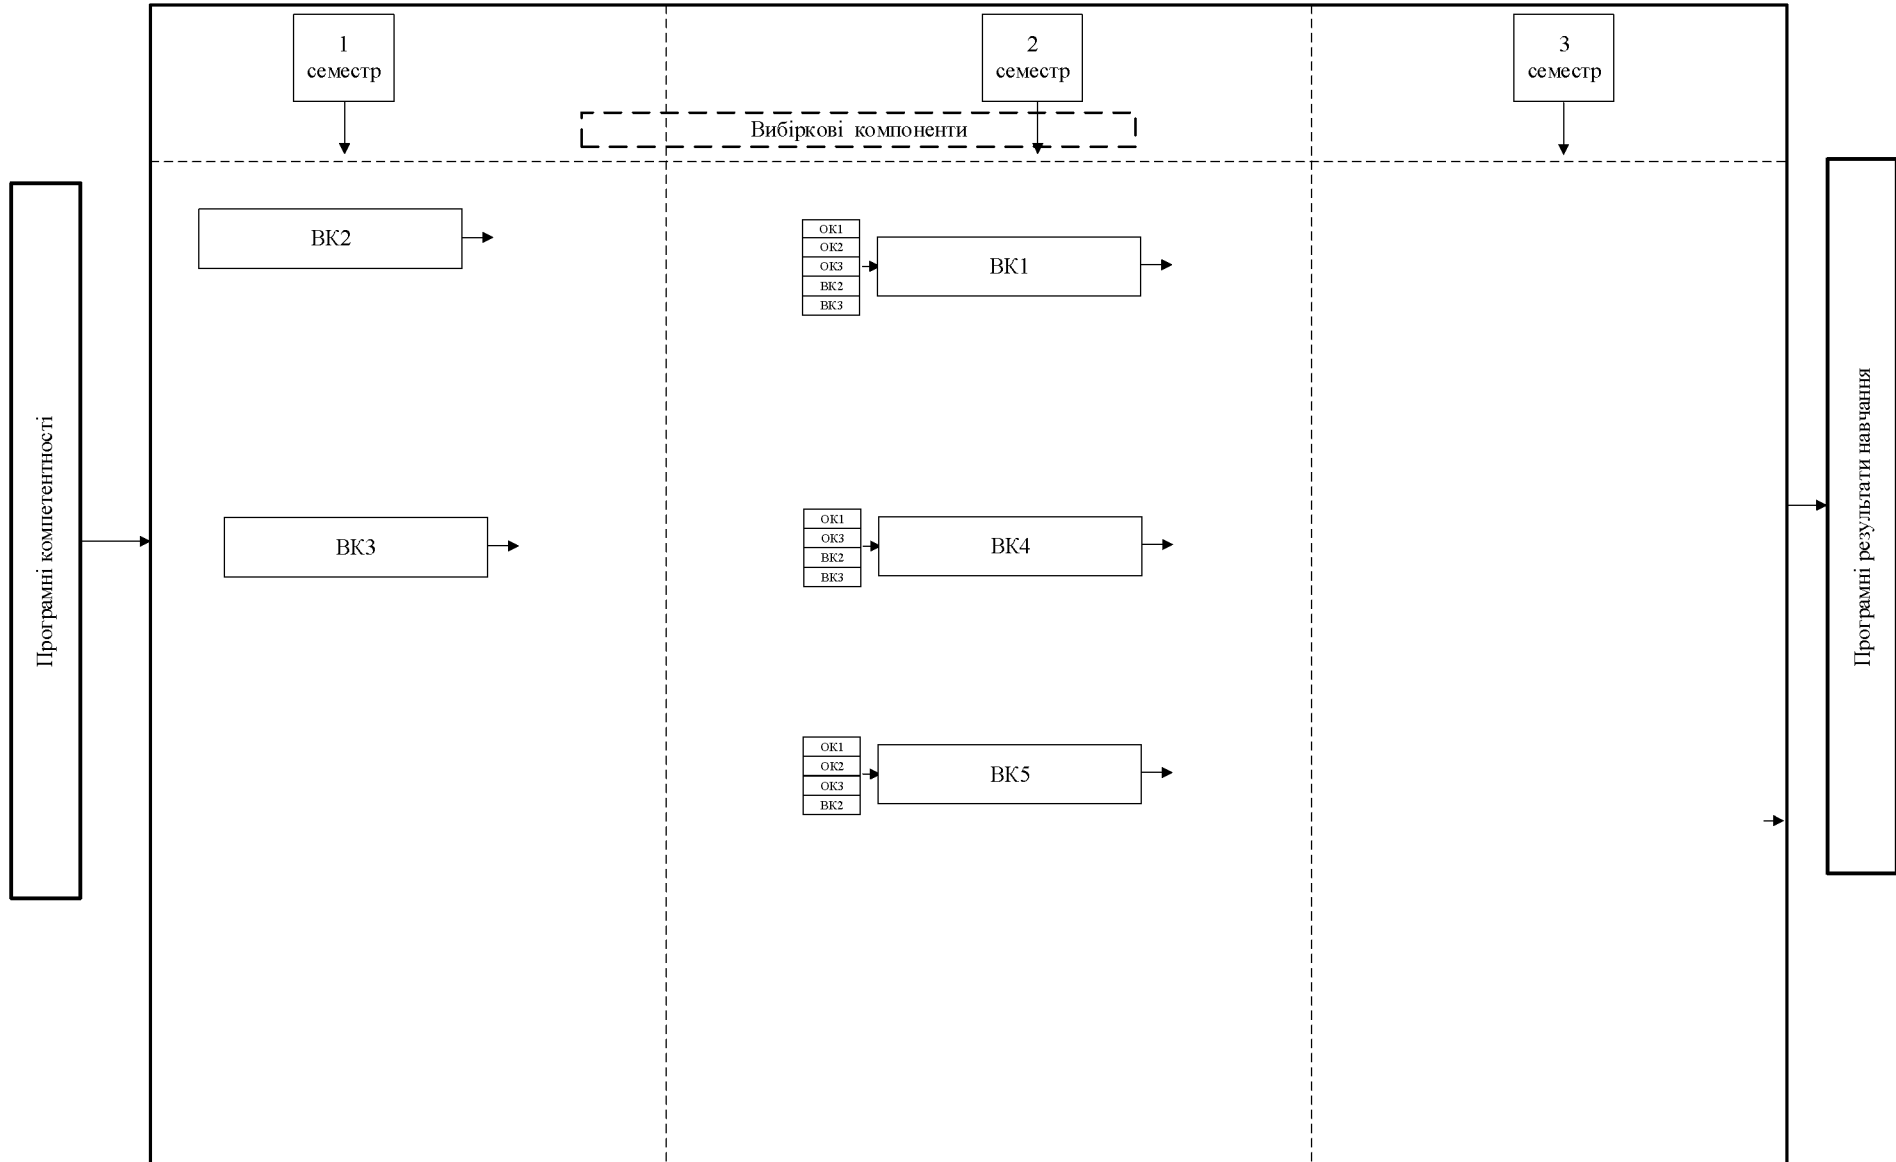 1
семестр
2
семестр
3
семестр
Вибіркові компоненти
Програмні компетентності
ВК2
ОК1
ОК2
ОК3
ВК2
ВК3
ВК1
ВК3
ОК1
ОК3
ВК2
ВК3
ВК4
ОК1
ОК2
ОК3
ВК2
ВК5
Програмні результати навчання